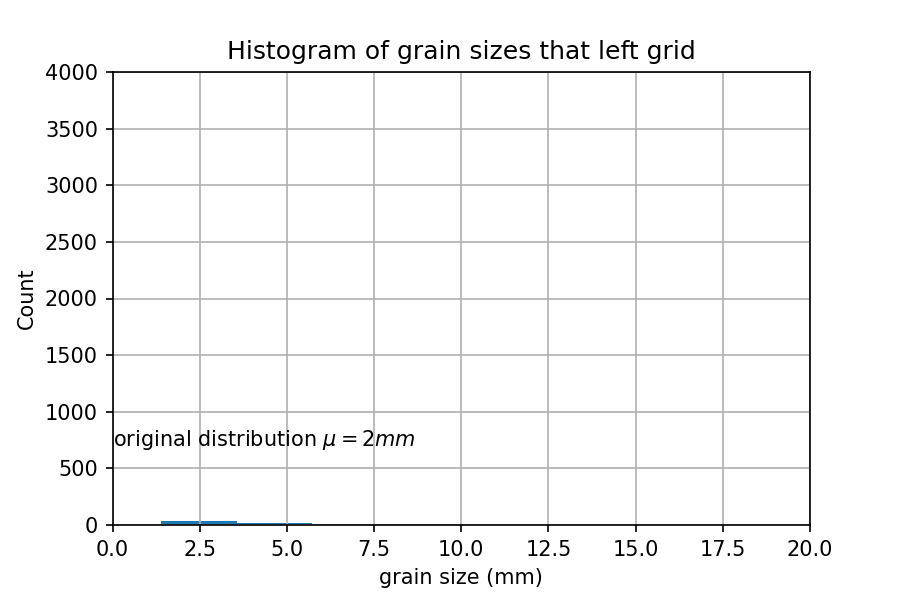 Histogram of grain sizes that left grid
4000
3500
3000
2500
2000
1500
1000
500
0
Count
original distribution μ = 2mm
0.0 2.5 5.0 7.5 10.0 12.5 15.0 17.5 20.0
grain size (mm)